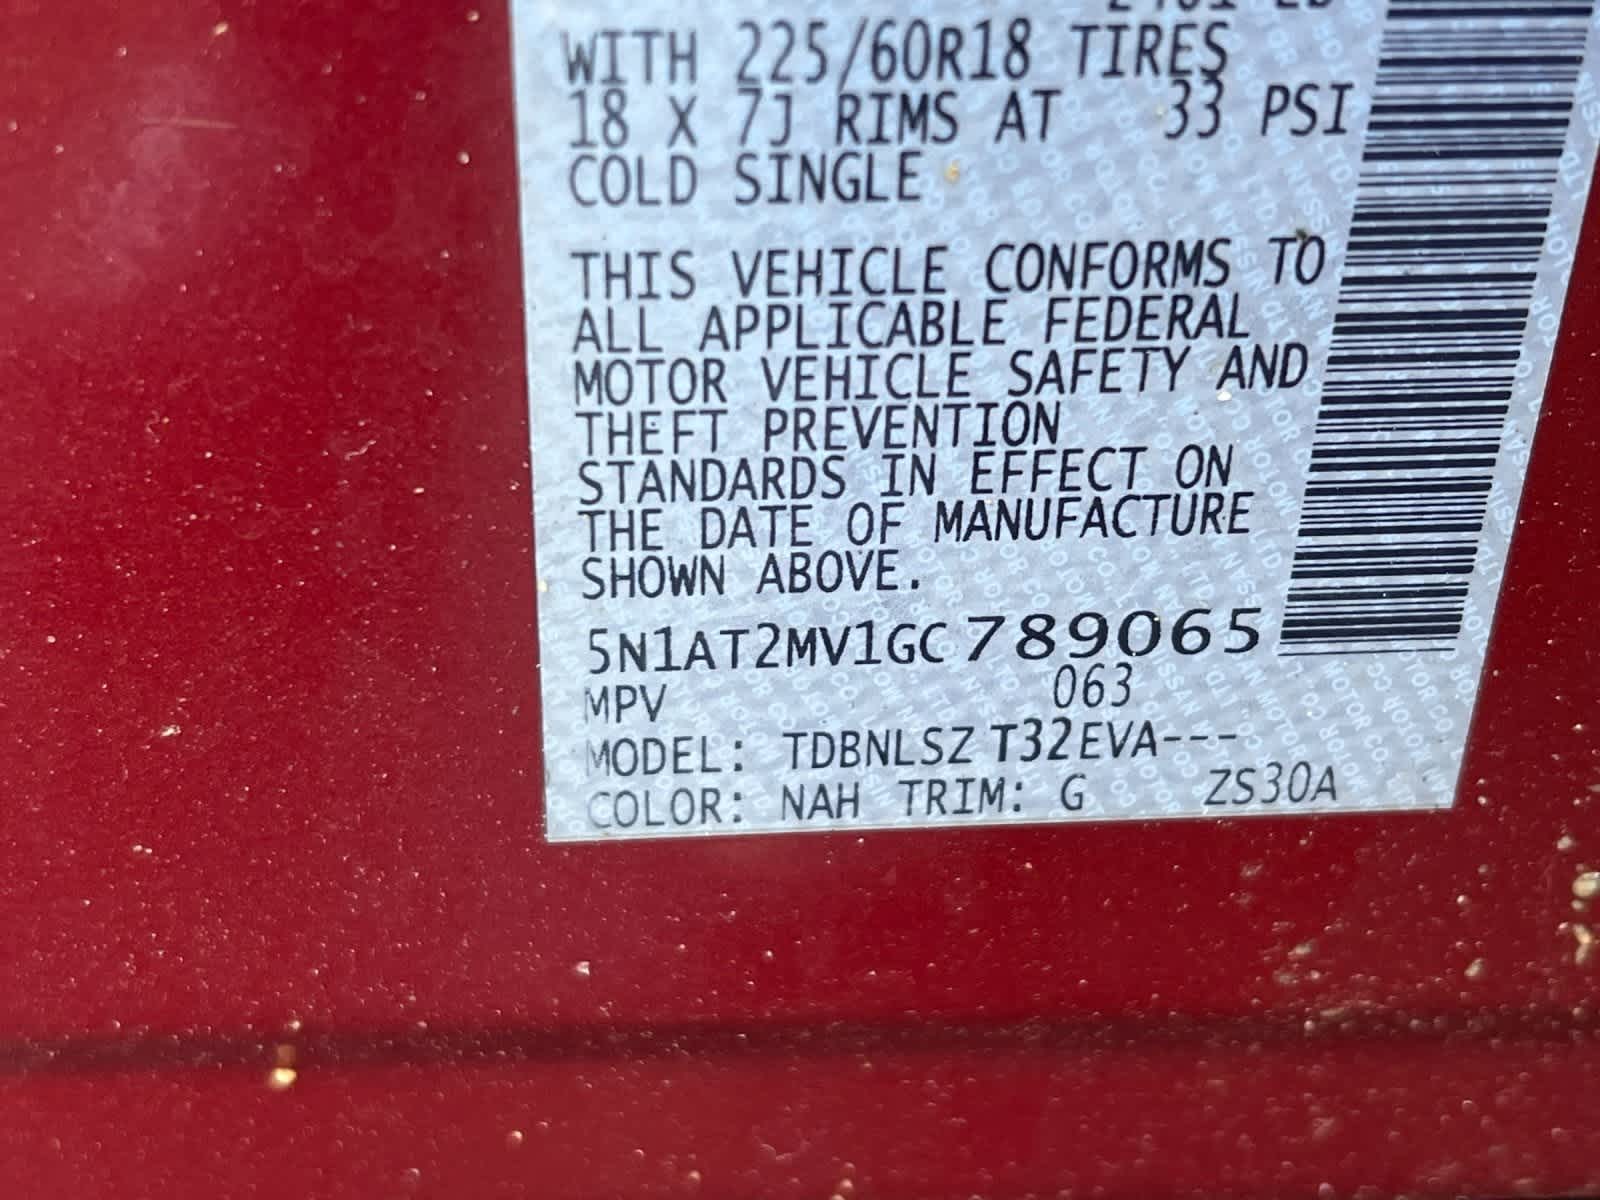 WITH 225/60R18 TIRES
18 X 7J RIMS AT 33 PSI
COLD SINGLE
THIS VEHICLE CONFORMS TO
ALL APPLICABLE FEDERAL
MOTOR VEHICLE SAFETY AND
THEFT PREVENTION
STANDARDS IN EFFECT ON
THE DATE OF MANUFACTURE
SHOWN ABOVE.
5N1AT2MV1GC789065
MPV 063
MODEL: TDBNLSZ T32EVA---
COLOR: NAH TRIM: G ZS30A